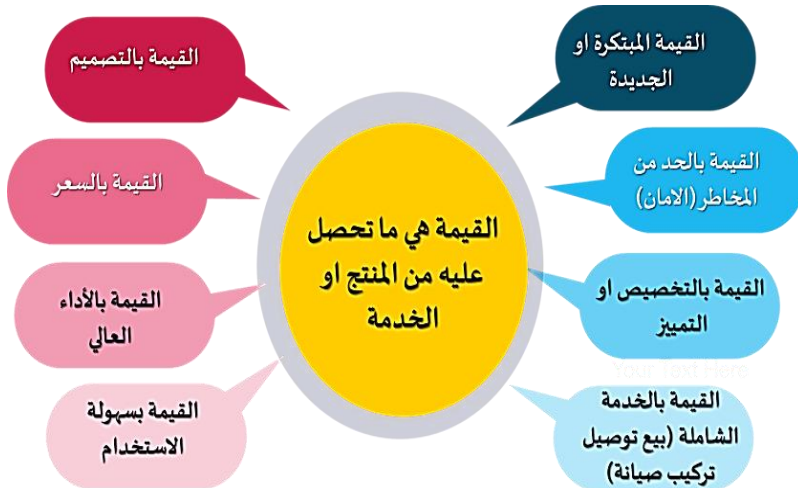 القيمة المبتكرة او
الجديدة
القيمة بالحد من
المخاطر(الامان)
القيمة بالتخصيص او
التمييز
Your Text Here
القيمة بالخدمة
الشاملة (بيع توصيل
تركيب صيانة)
القيمة هي ما تحصل
عليه من المنتج او
الخدمة
القيمة بالتصميم
القيمة بالسعر
القيمة بالأداء
العالي
القيمة بسهولة
الاستخدام